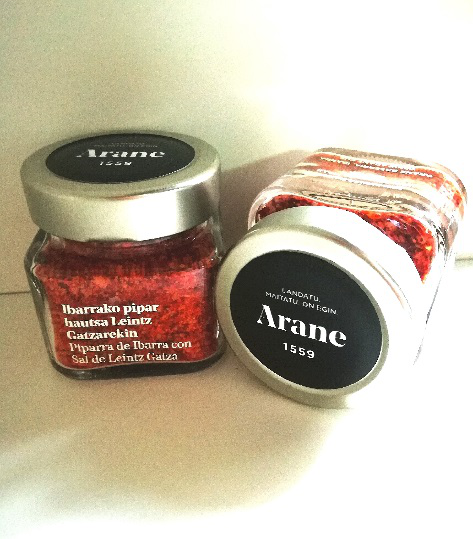 Arane
1559
Ibarrako pipar
hautsa Leintz
Gatzarekin
Piparra de Ibarra con
Sal de Leintz Gatza
LANDATU,
MAITATU, ON EGIN.
Arane
1559